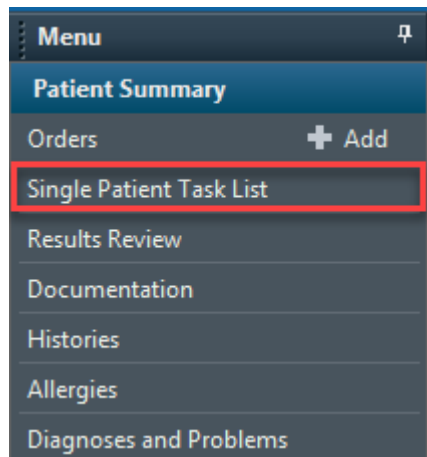 Menu
Patient Summary
Orders Add
Single Patient Task List
Results Review
Documentation
Histories
Allergies
Diagnoses and Problems